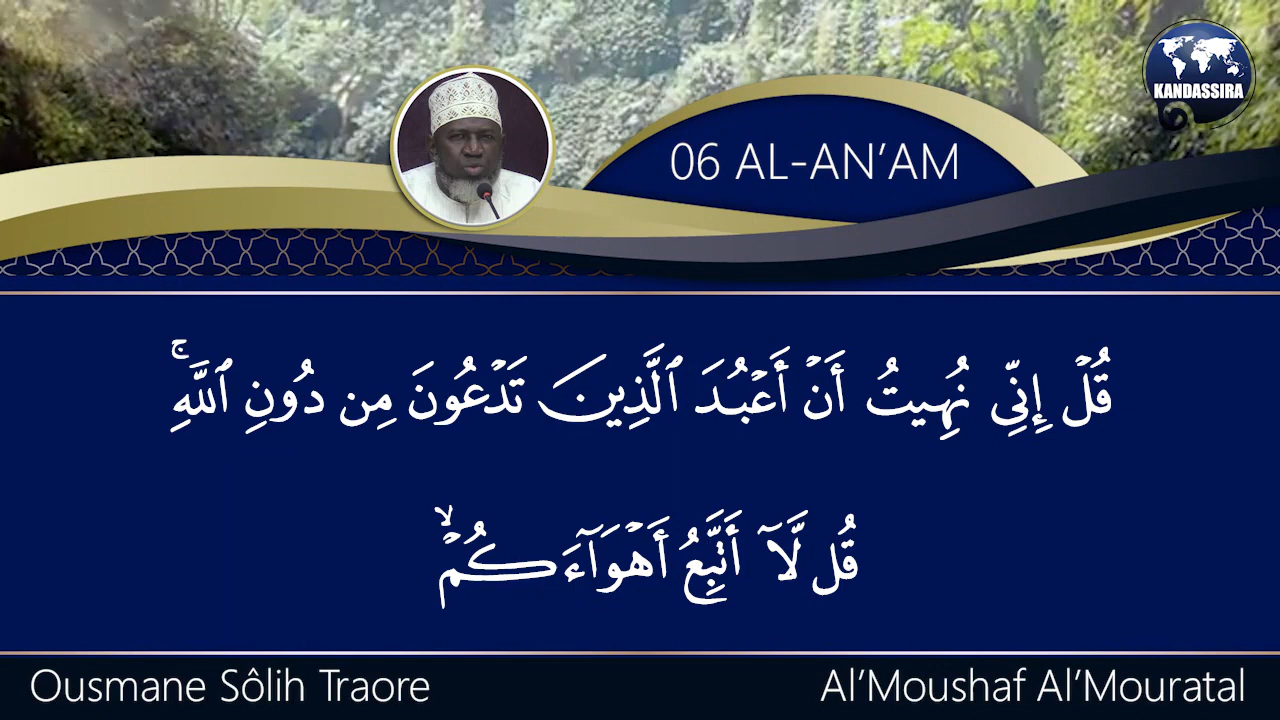 KANDASSIRA
06 AL-AN’AM
قُلۡ إِنِّي نُهِيتُ أَنۡ أَعۡبُدَ ٱلَّذِينَ تَدۡعُونَ مِن دُونِ ٱللَّهِۚ
قُل لَّآ أَتَّبِعُ أَهۡوَآءَكُمۡۙ
Ousmane Sôlih Traore
Al’Moushaf Al’Mouratal